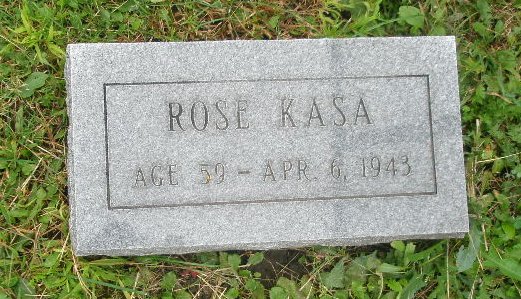 ROSE KASA
AGE 59 - APR. 6, 1943